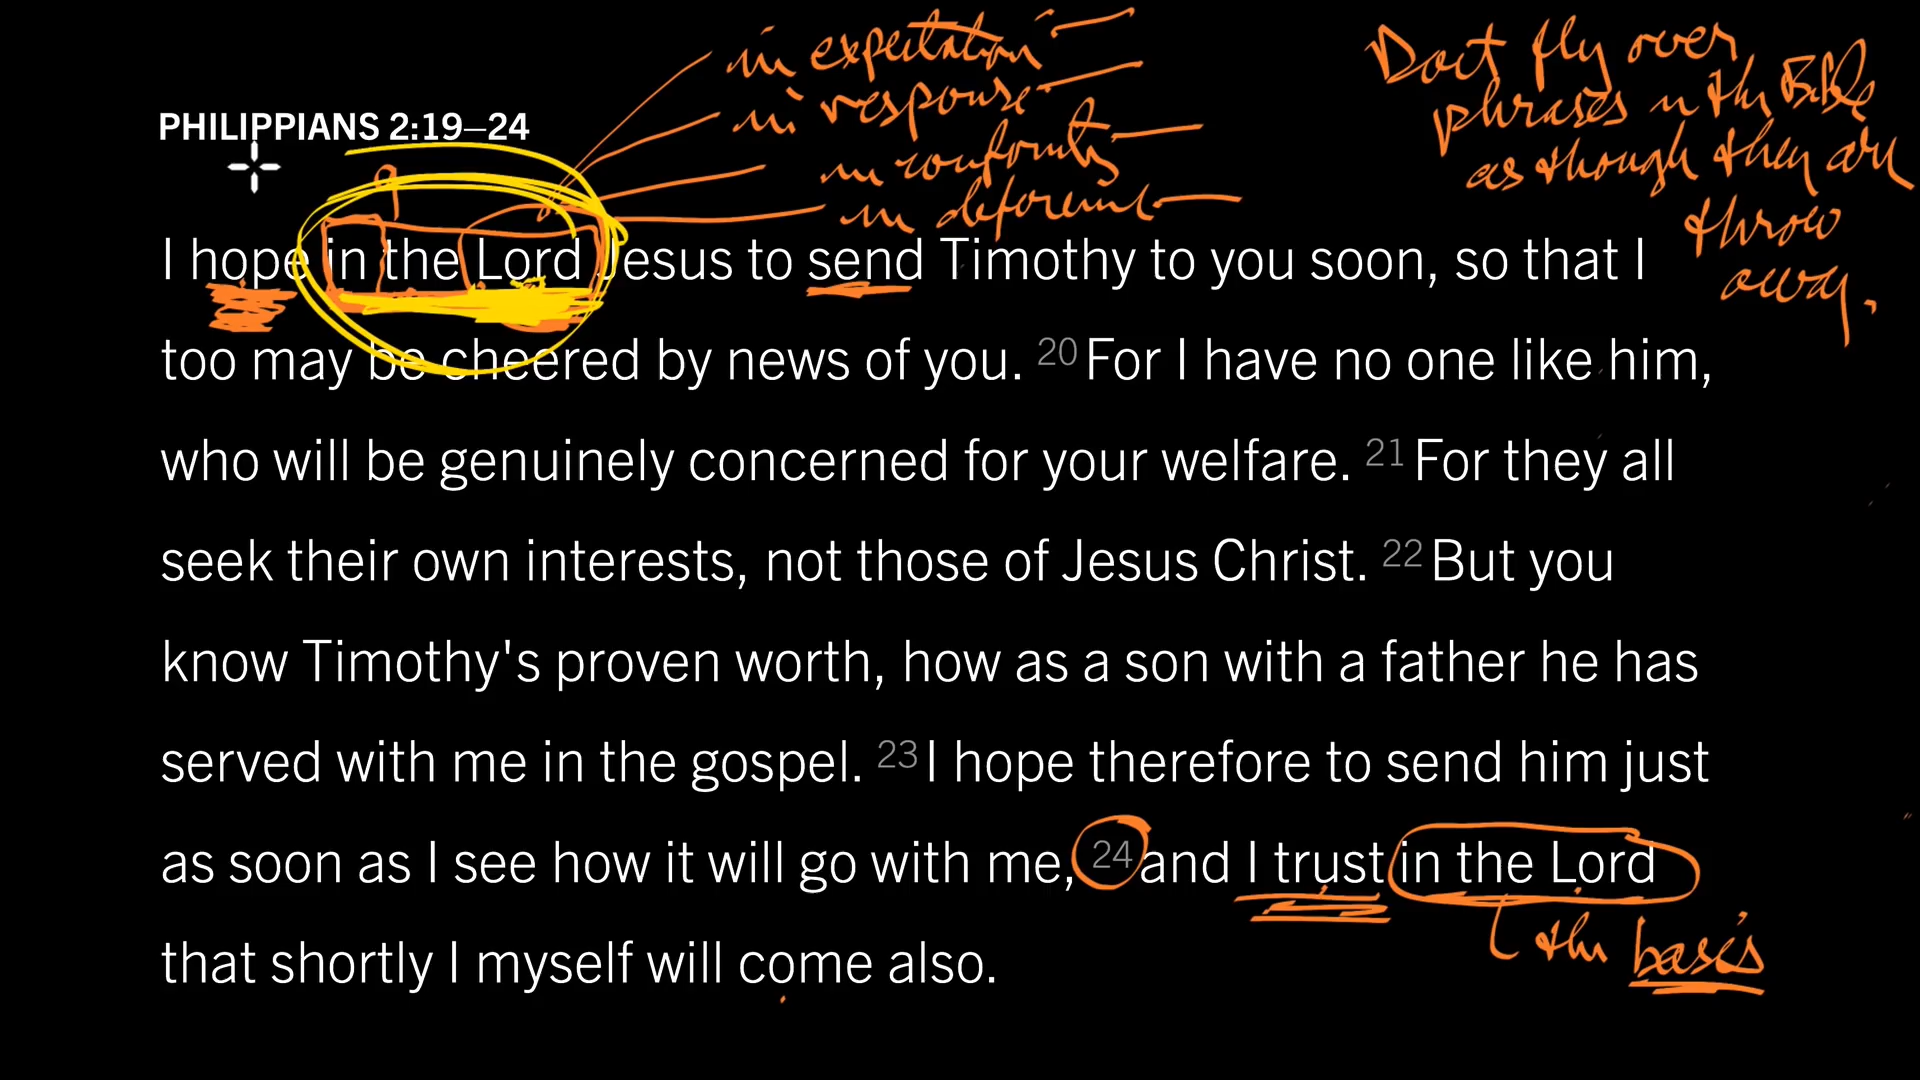 in expectation
in response
in conformity
in deferment
Don't fly over
phrases in the Bible
as though they are
throw
away.
PHILIPPIANS 2:19–24
?
I hope in the Lord Jesus to send Timothy to you soon, so that I
too may be cheered by news of you. 20 For I have no one like him,
who will be genuinely concerned for your welfare. 21 For they all
seek their own interests, not those of Jesus Christ. 22 But you
know Timothy's proven worth, how as a son with a father he has
served with me in the gospel. 23 I hope therefore to send him just
as soon as I see how it will go with me, 24 and I trust in the Lord
the basis
that shortly I myself will come also.